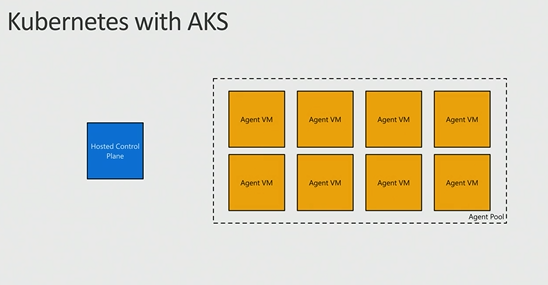 Kubernetes with AKS
Hosted Control
Plane
Agent VM
Agent VM
Agent VM
Agent VM
Agent VM
Agent VM
Agent VM
Agent VM
Agent Pool